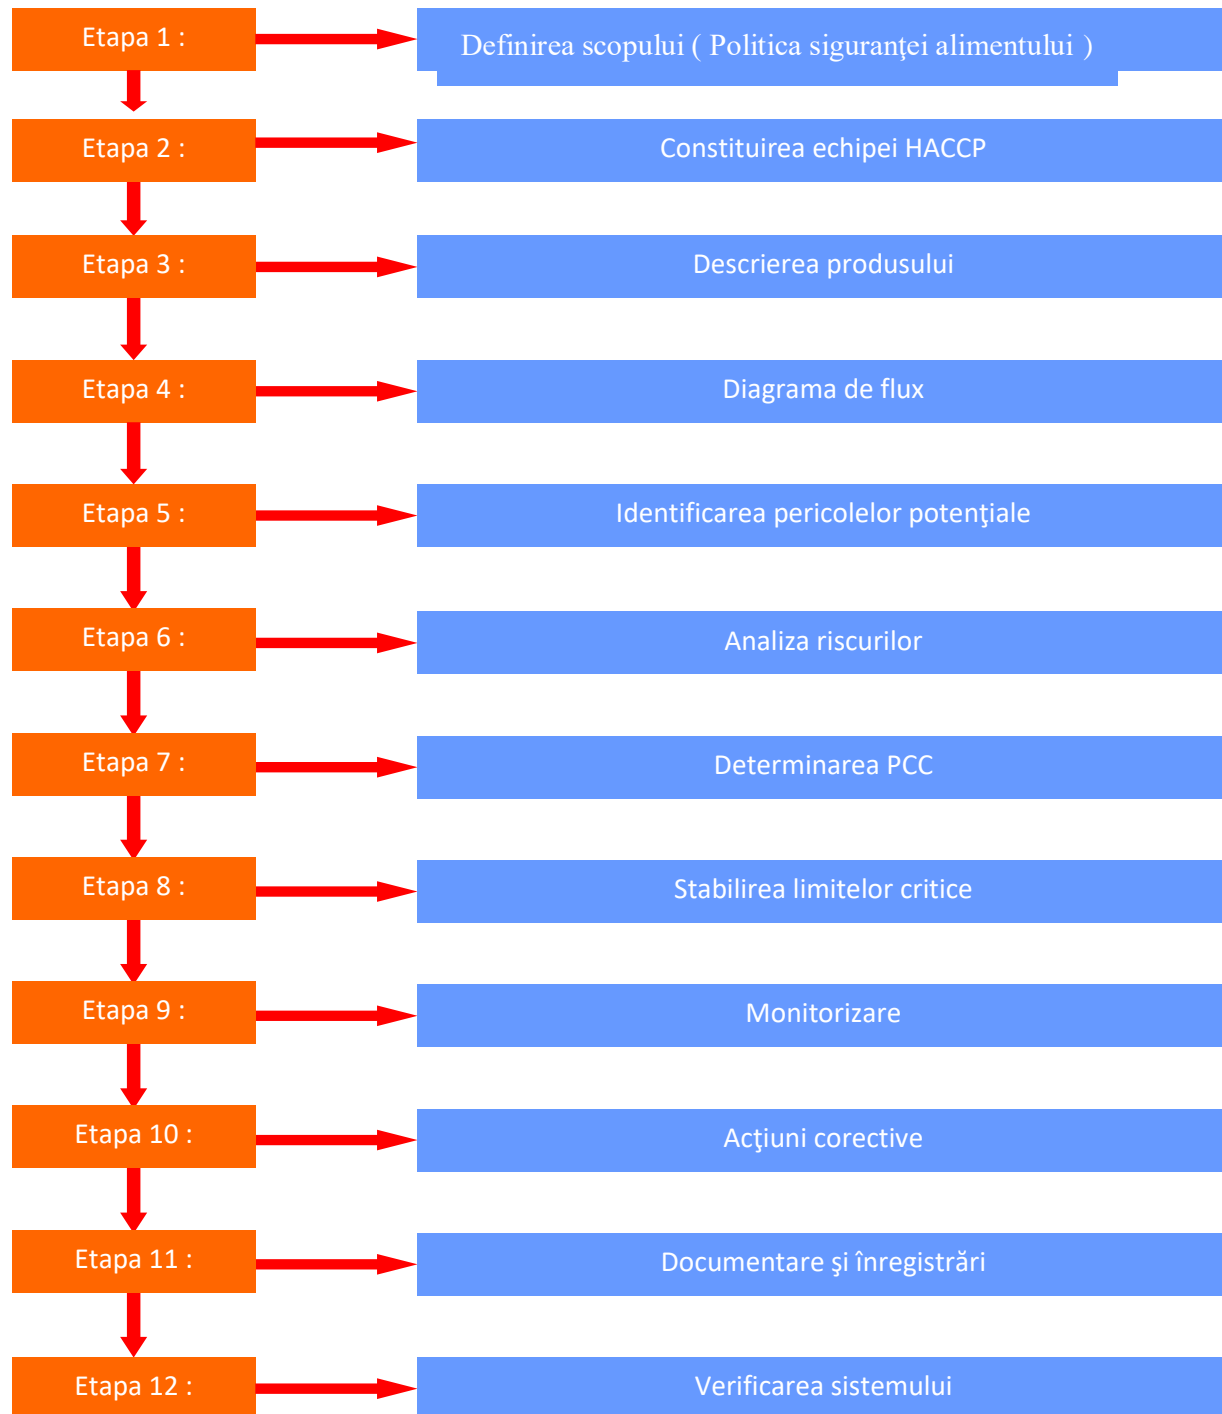 Etapa 1 :
Definirea scopului ( Politica siguranţei alimentului )
Etapa 2 :
Constituirea echipei HACCP
Etapa 3 :
Descrierea produsului
Etapa 4 :
Diagrama de flux
Etapa 5 :
Identificarea pericolelor potenţiale
Etapa 6 :
Analiza riscurilor
Etapa 7 :
Determinarea PCC
Etapa 8 :
Stabilirea limitelor critice
Etapa 9 :
Monitorizare
Etapa 10 :
Acţiuni corective
Etapa 11 :
Documentare şi înregistrări
Etapa 12 :
Verificarea sistemului